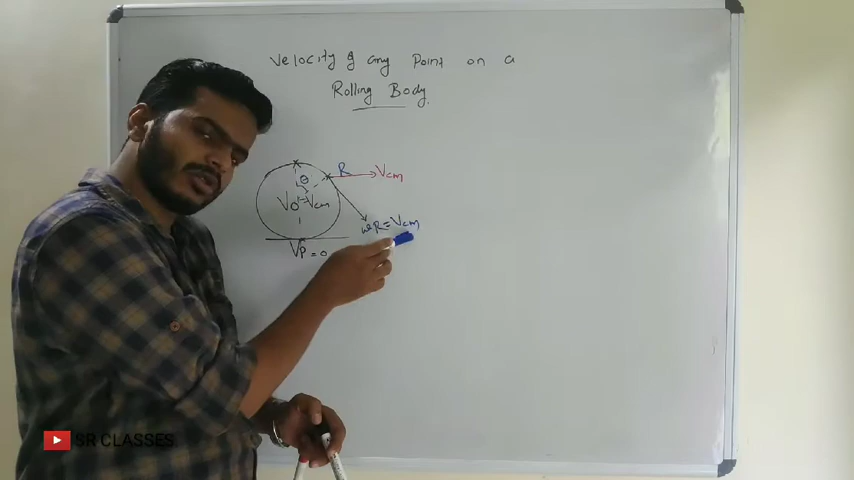 Velocity of any Point on a
Rolling Body.
θ
R
Vcm
Vo = Vcm
ωR = Vcm
VP = 0
SR CLASSES